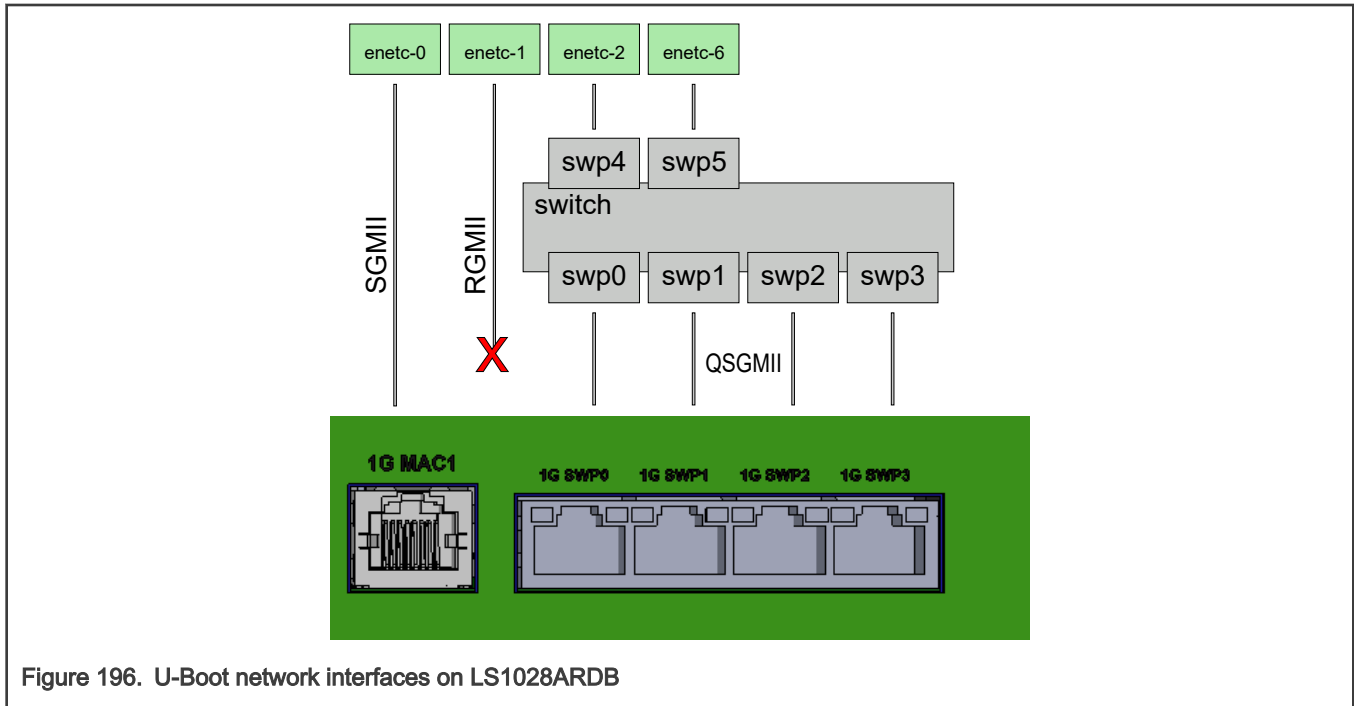 enetc-0 enetc-1 enetc-2 enetc-6
swp4 swp5
switch
SGMII RGMII
swp0 swp1 swp2 swp3
X
QSGMII
1G MAC1
1G SWP0 1G SWP1 1G SWP2 1G SWP3
Figure 196. U-Boot network interfaces on LS1028ARDB